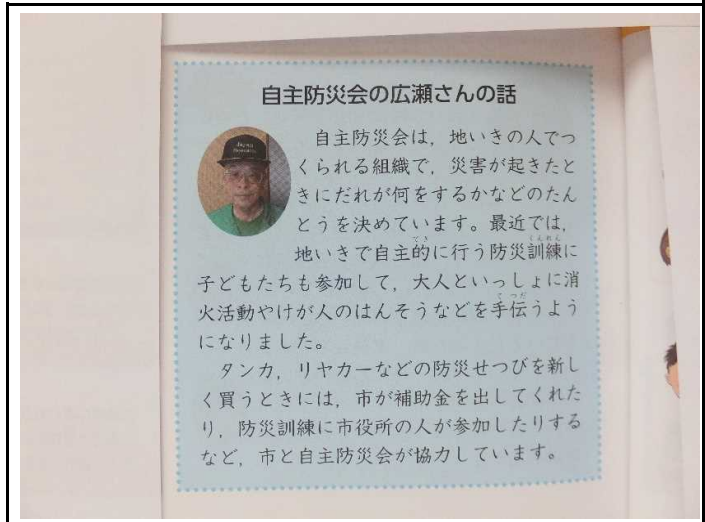 自主防災会の広瀬さんの話
自主防災会は，地いきの人でつ
くられる組織で，災害が起きたと
きにだれが何をするかなどのたん
とうを決めています。最近では，
地いきで自主的に行う防災訓練に
子どもたちも参加して，大人といっしょに消
火活動やけが人のはんそうなどを手伝うよう
になりました。
タンカ，リヤカーなどの防災せつびを新し
く買うときには，市が補助金を出してくれた
り，防災訓練に市役所の人が参加したりする
など，市と自主防災会が協力しています。